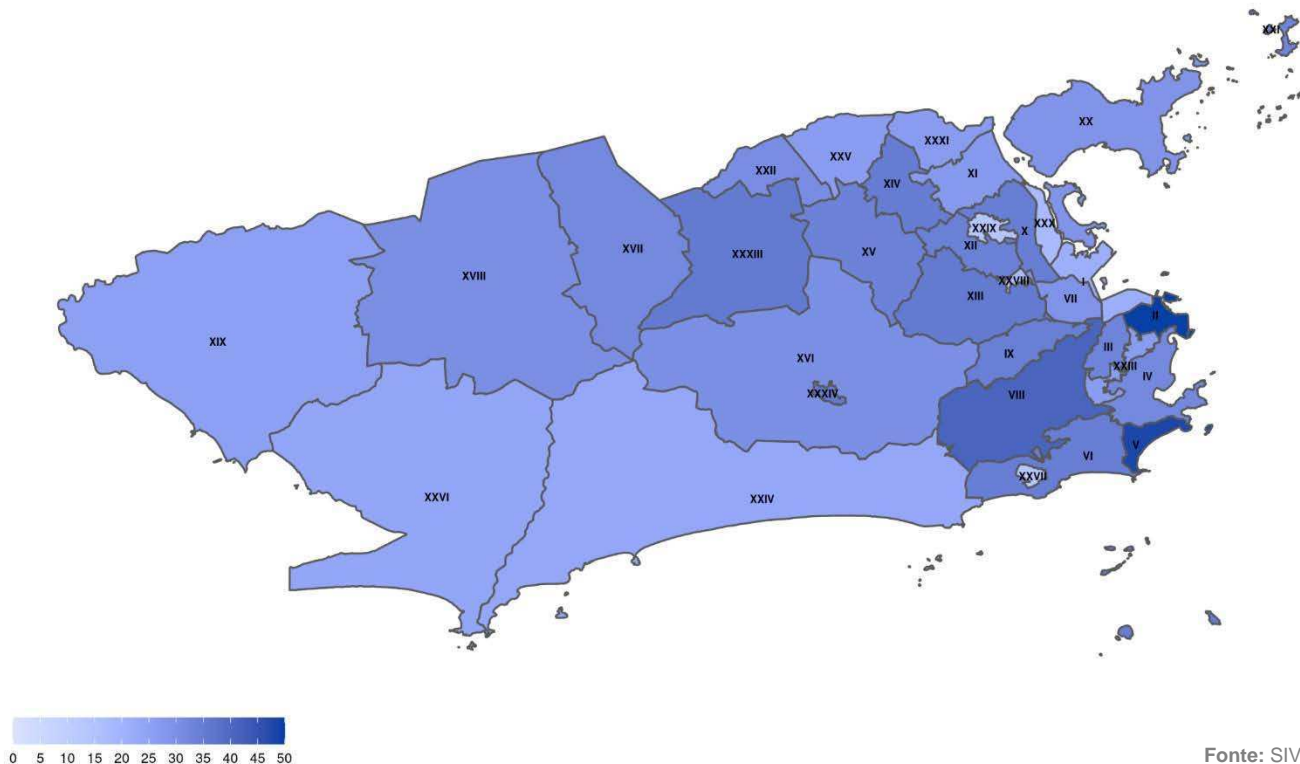 XXI
XX
XXXI
XXV
XXII
XI
XIV
XXIX
XXX
X
XII
XXXIII
XV
XVII
XVIII
I
XXVIII
XIII
VII
II
XIX
III
IX
XVI
XXIII
IV
XXXIV
VIII
V
VI
XXVII
XXVI
XXIV
0 5 10 15 20 25 30 35 40 45 50
Fonte: SIV